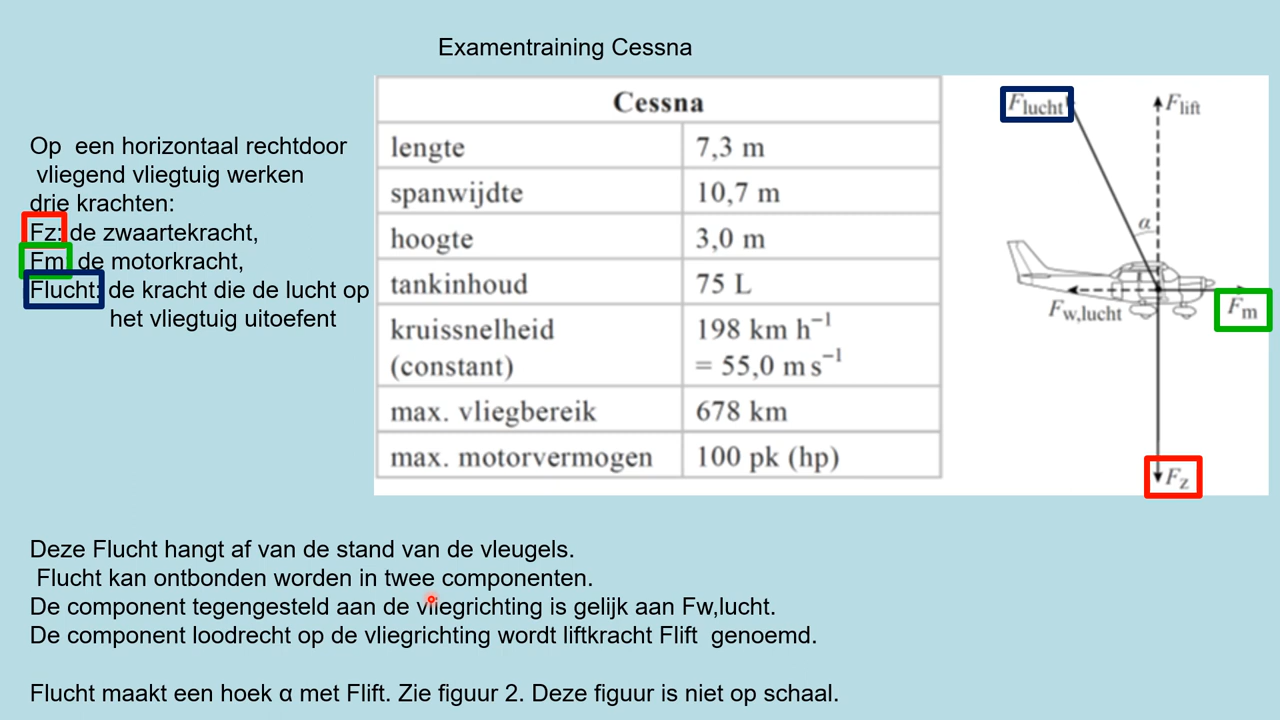 Examentraining Cessna
Op een horizontaal rechtdoor
vliegend vliegtuig werken
drie krachten:
Fz: de zwaartekracht,
Fm de motorkracht,
Flucht: de kracht die de lucht op
het vliegtuig uitoefent
Cessna
lengte 7,3 m
spanwijdte 10,7 m
hoogte 3,0 m
tankinhoud 75 L
kruissnelheid 198 km h⁻¹
(constant) = 55,0 m s⁻¹
max. vliegbereik 678 km
max. motorvermogen 100 pk (hp)
Flucht
Flift
α
Fw,lucht
Fm
Fz
Deze Flucht hangt af van de stand van de vleugels.
Flucht kan ontbonden worden in twee componenten.
De component tegengesteld aan de vliegrichting is gelijk aan Fw,lucht.
De component loodrecht op de vliegrichting wordt liftkracht Flift genoemd.
Flucht maakt een hoek α met Flift. Zie figuur 2. Deze figuur is niet op schaal.